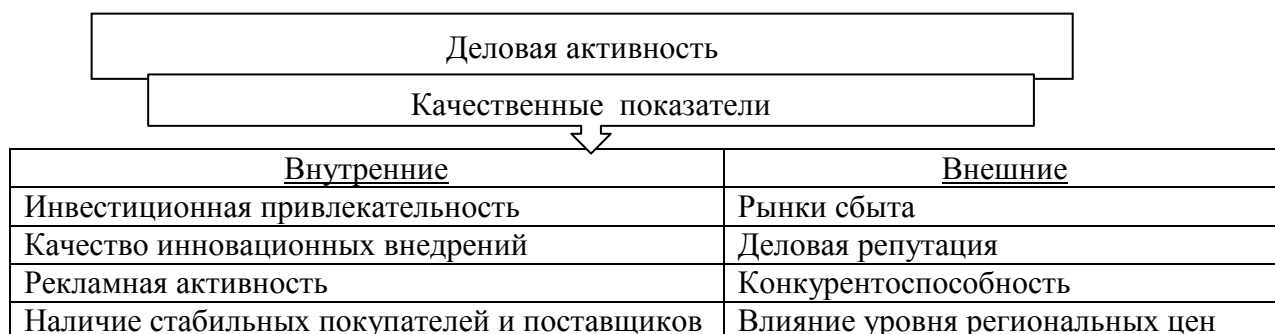 Деловая активность
Качественные показатели
Внутренние Внешние
Инвестиционная привлекательность Рынки сбыта
Качество инновационных внедрений Деловая репутация
Рекламная активность Конкурентоспособность
Наличие стабильных покупателей и поставщиков Влияние уровня региональных цен